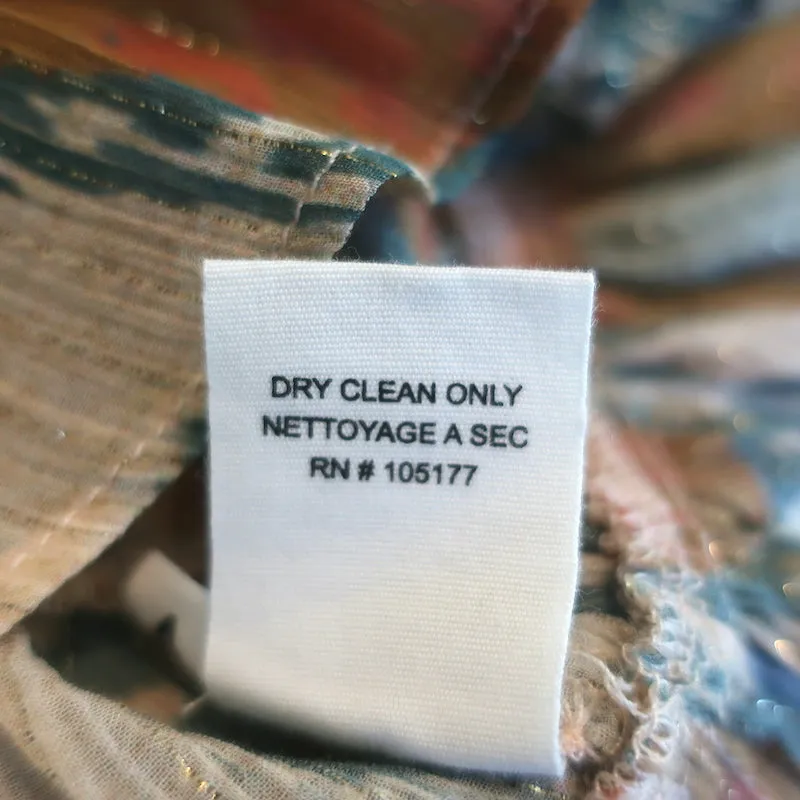 DRY CLEAN ONLY
NETTOYAGE A SEC
RN # 105177